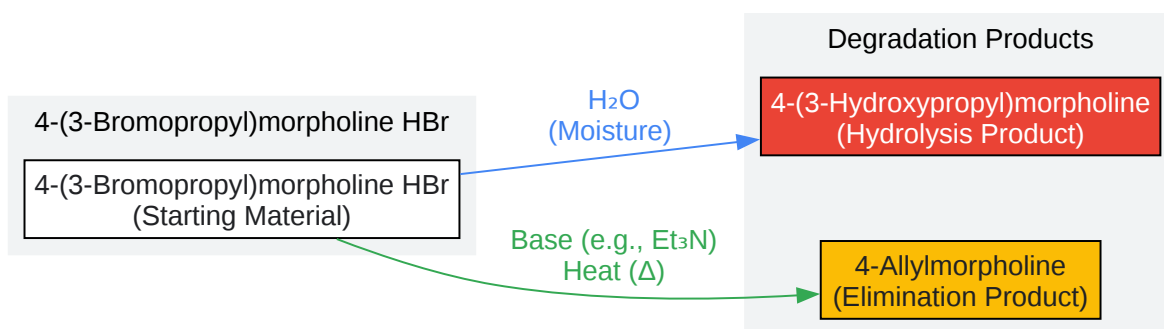 4-(3-Bromopropyl)morpholine HBr
4-(3-Bromopropyl)morpholine HBr
(Starting Material)
H₂O
(Moisture)
Base (e.g., Et₃N)
Heat (Δ)
Degradation Products
4-(3-Hydroxypropyl)morpholine
(Hydrolysis Product)
4-Allylmorpholine
(Elimination Product)